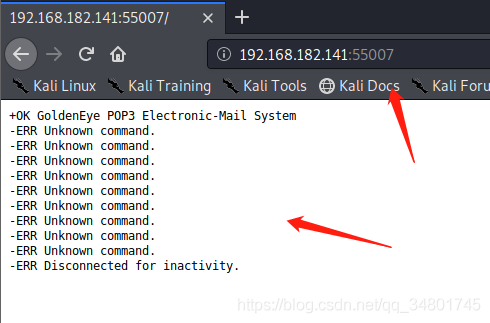 192.168.182.141:55007/
192.168.182.141:55007
Kali Linux Kali Training Kali Tools Kali Docs Kali Foru
+OK GoldenEye POP3 Electronic-Mail System
-ERR Unknown command.
-ERR Unknown command.
-ERR Unknown command.
-ERR Unknown command.
-ERR Unknown command.
-ERR Unknown command.
-ERR Unknown command.
-ERR Unknown command.
-ERR Unknown command.
-ERR Disconnected for inactivity.
https://blog.csdn.net/qq_34801745